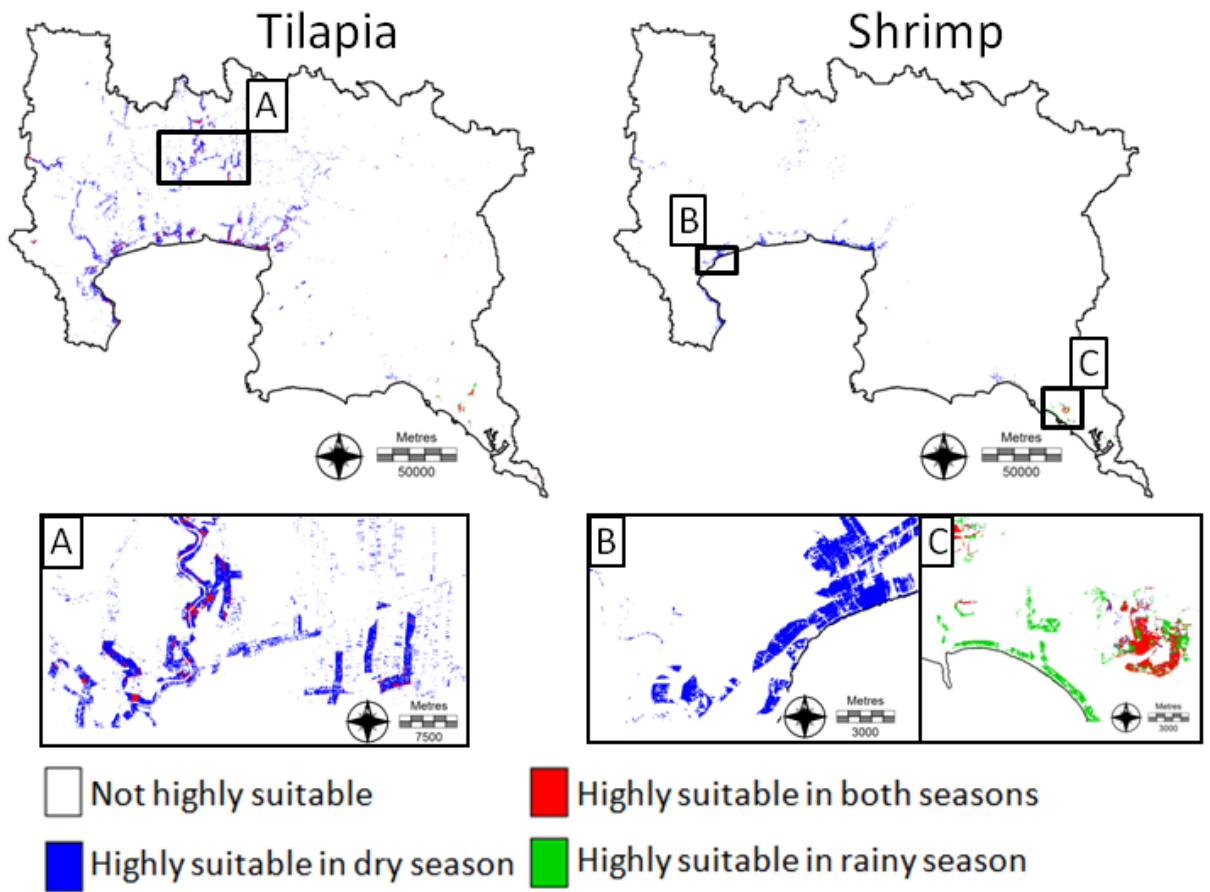 Tilapia
Shrimp
A
B
C
Metres
50000
Metres
50000
A
Metres
7500
B
Metres
3000
C
Metres
3000
Not highly suitable
Highly suitable in both seasons
Highly suitable in dry season
Highly suitable in rainy season